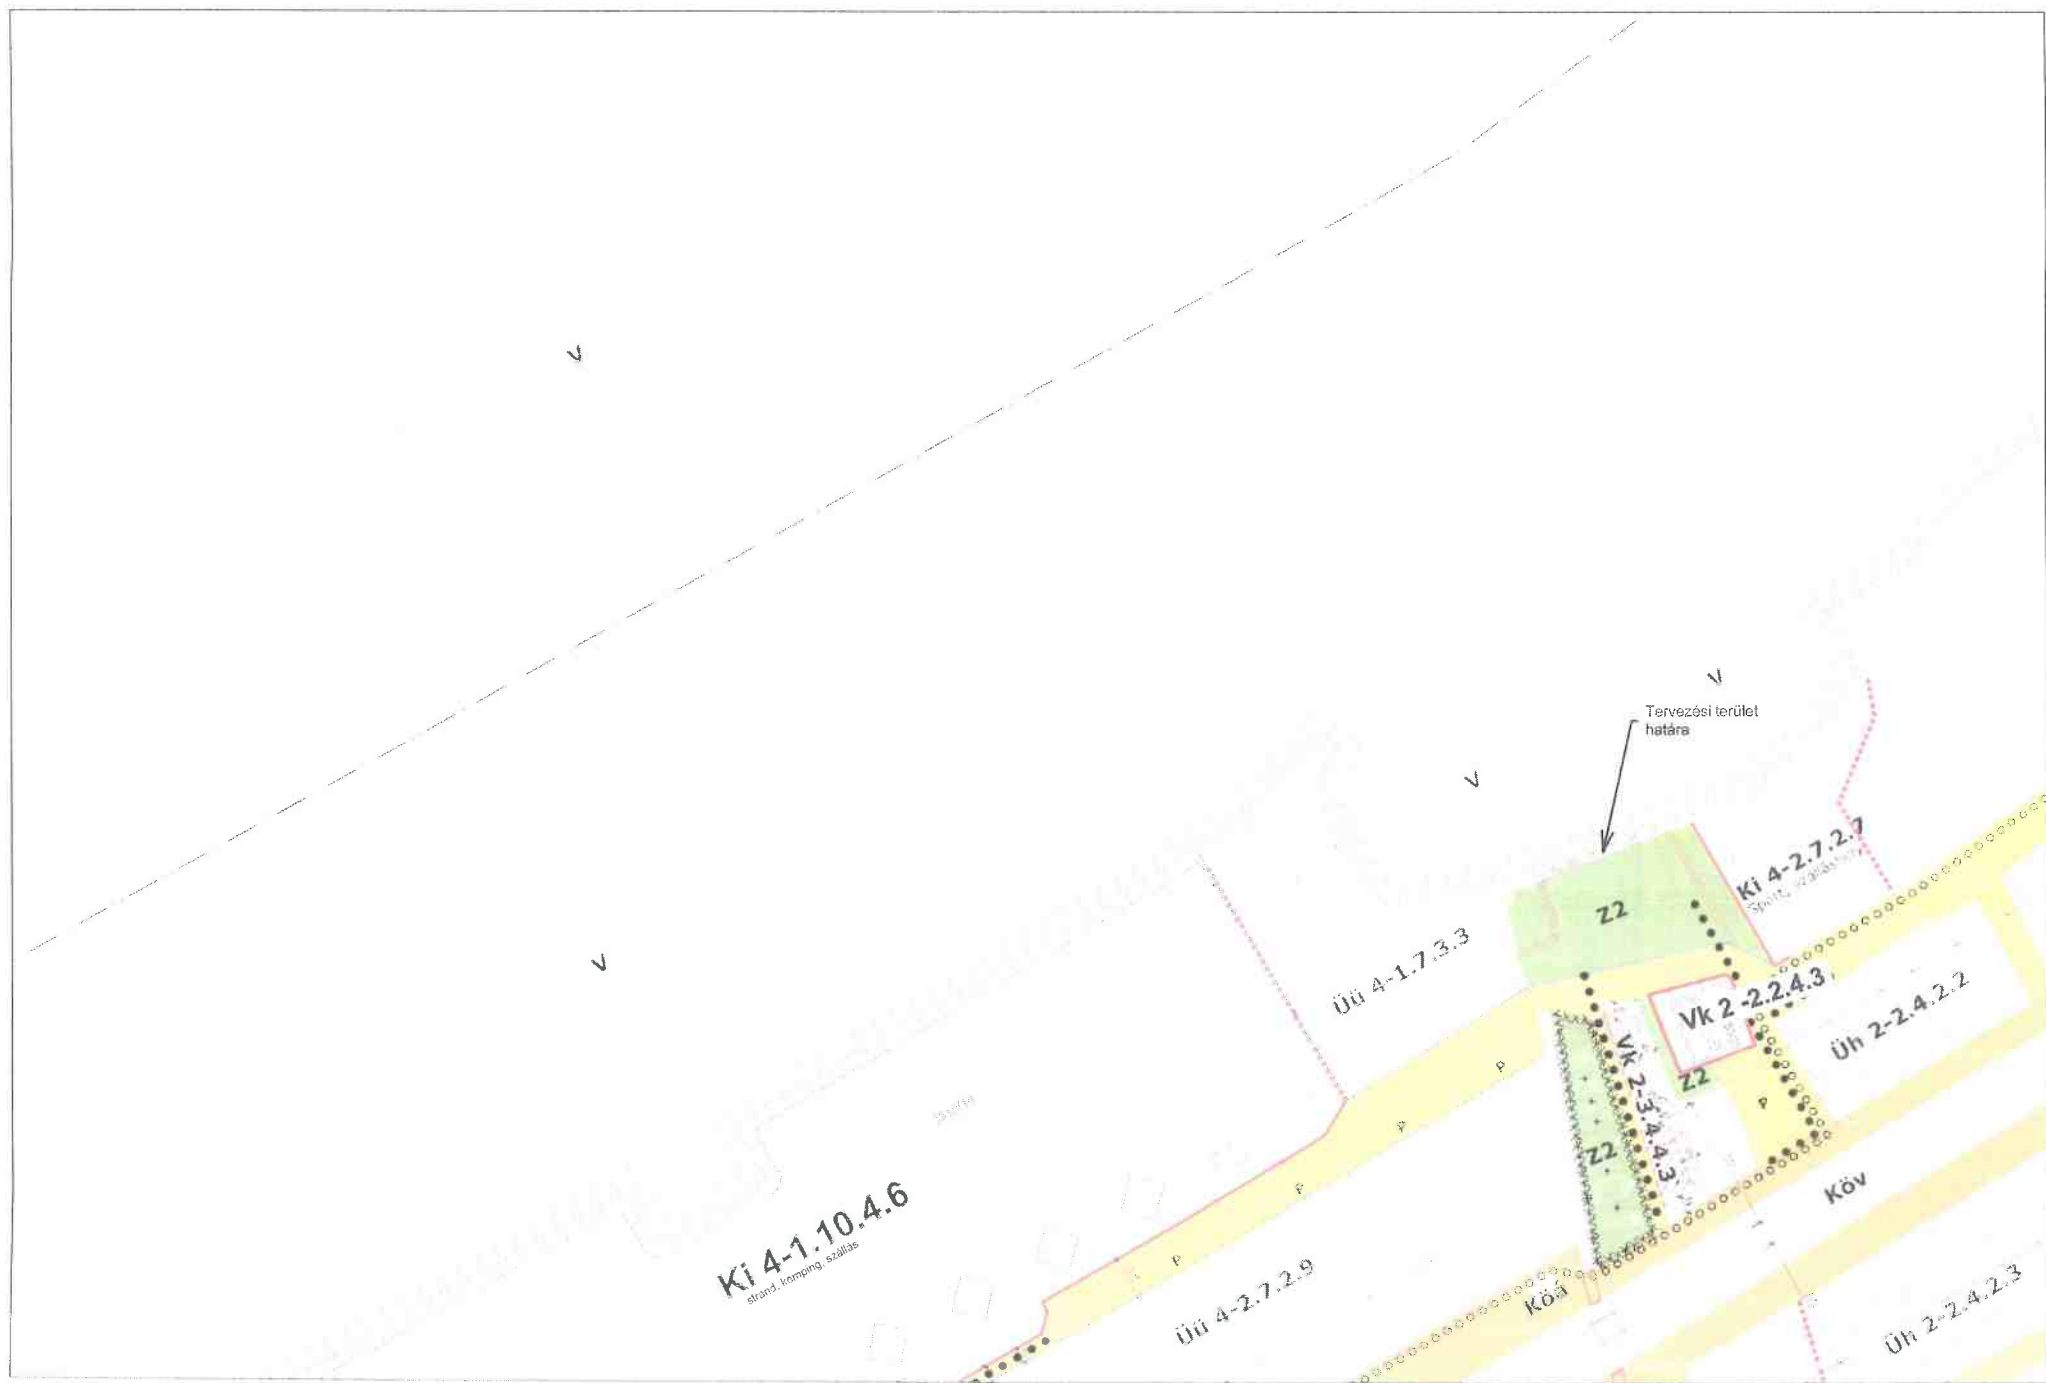 V
V
Tervezési terület
határa
V
Ki 4-2.7.2.7
Z2
Üü 4-1.7.3.3
V
Vk 2 -2.2.4.3
Üh 2-2.4.2.2
Vk 2-3.4.4.3
Z2
P
P
P
P
P
Z2
Köv
Ki 4-1.10.4.6
strand, kemping, szállás
Üü 4-2.7.2.9
Köá
Üh 2-2.4.2.3